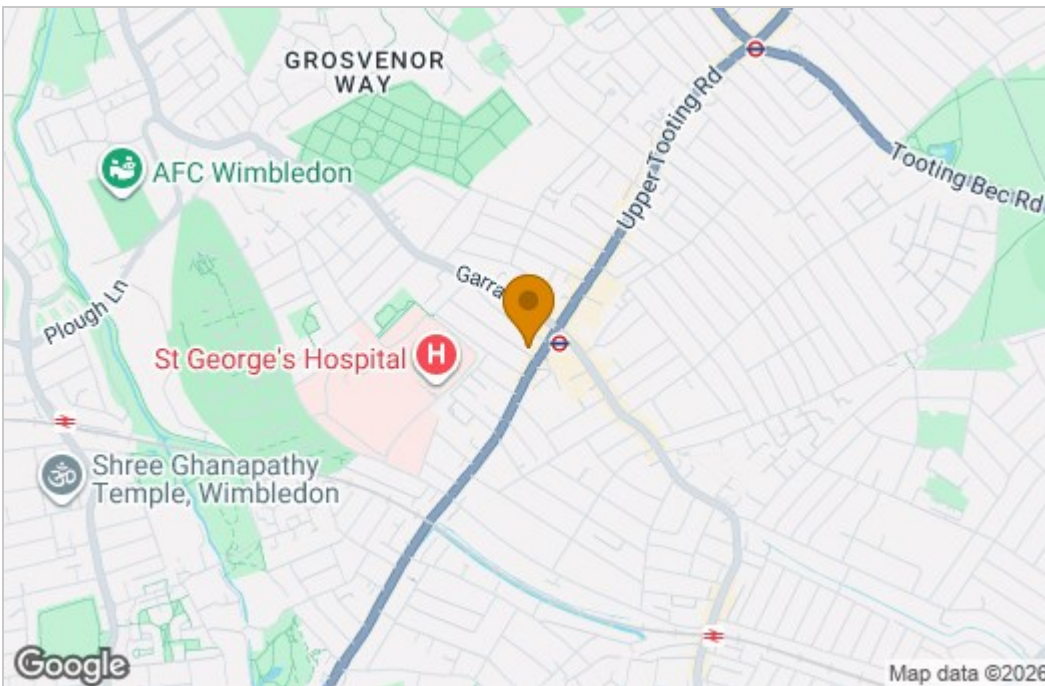 GROSVENOR
WAY
Upper Tooting Rd
AFC Wimbledon
Tooting Bec Rd
Plough Ln
St George's Hospital
H
Shree Ghanapathy
Temple, Wimbledon
Google
Map data ©2026